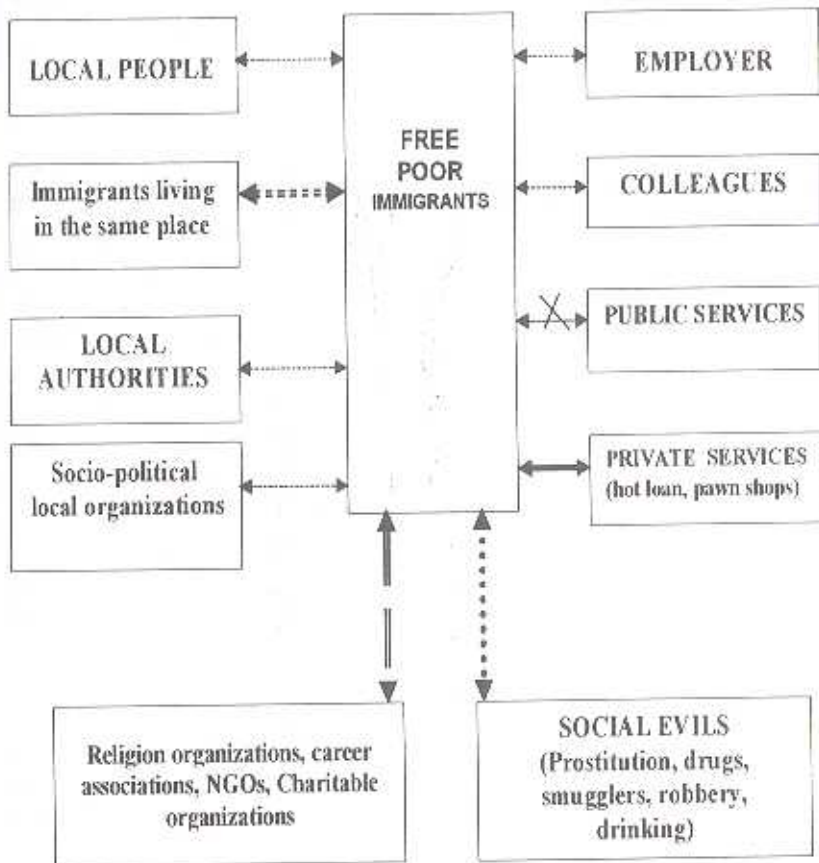 LOCAL PEOPLE
Immigrants living
in the same place
LOCAL
AUTHORITIES
Socio-political
local organizations
FREE
POOR
IMMIGRANTS
EMPLOYER
COLLEAGUES
PUBLIC SERVICES
PRIVATE SERVICES
(hot loan, pawn shops)
Religion organizations, career
associations, NGOs, Charitable
organizations
SOCIAL EVILS
(Prostitution, drugs,
smugglers, robbery,
drinking)